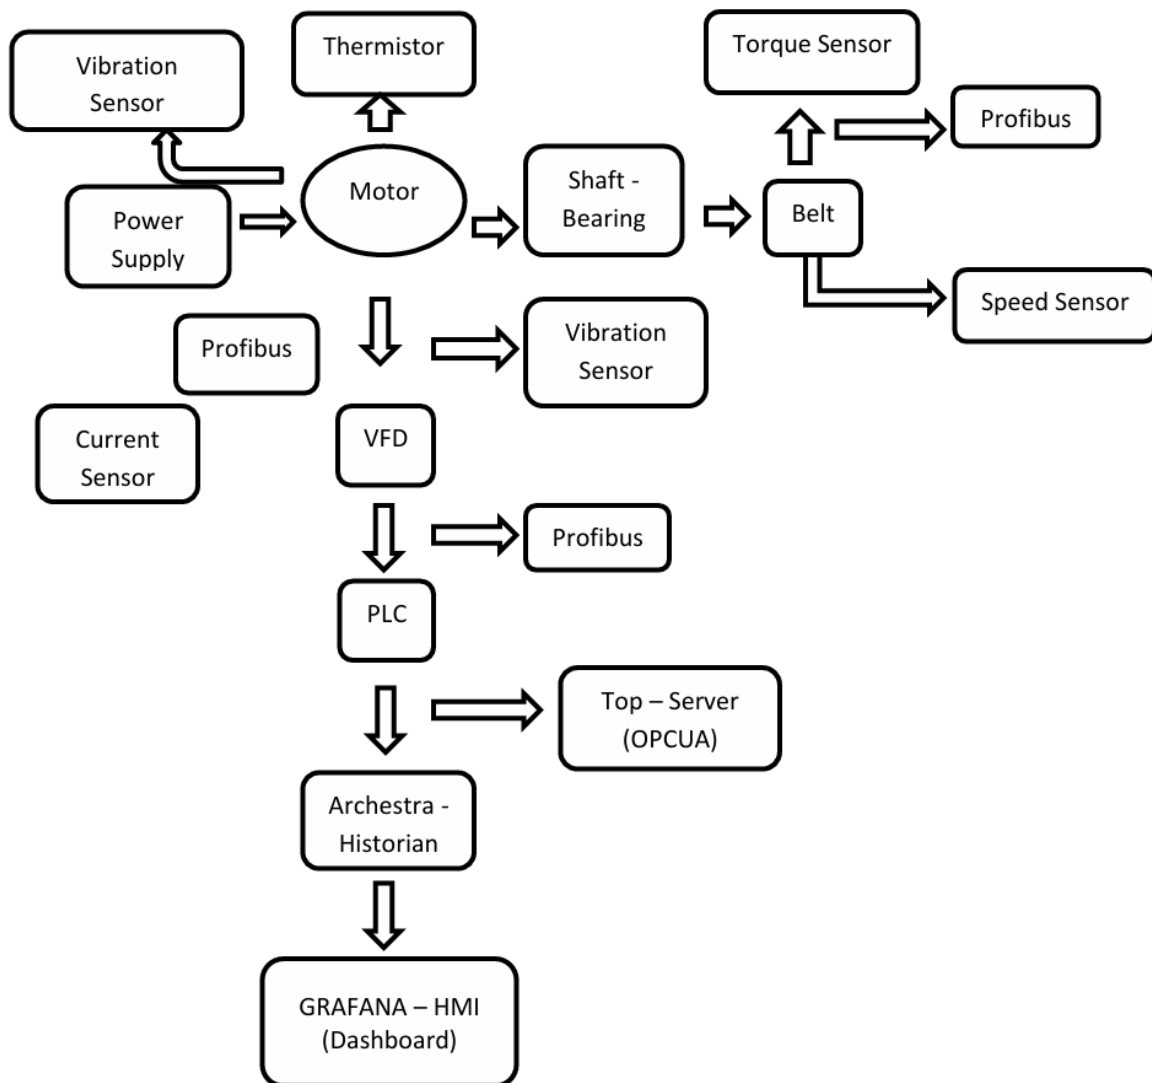 Vibration
Sensor
Thermistor
Torque Sensor
Profibus
Motor
Shaft -
Bearing
Belt
Power
Supply
Speed Sensor
Profibus
Vibration
Sensor
Current
Sensor
VFD
Profibus
PLC
Top – Server
(OPCUA)
Archestra -
Historian
GRAFANA – HMI
(Dashboard)